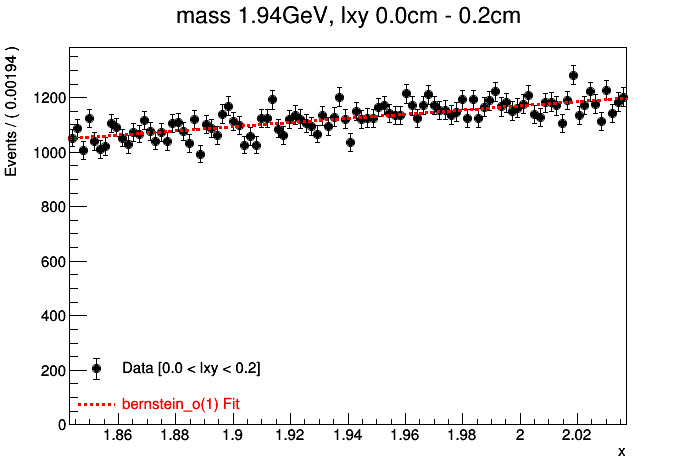 mass 1.94GeV, lxy 0.0cm - 0.2cm
Events / ( 0.00194 )
1200
1000
800
600
400
200
0
Data [0.0 < lxy < 0.2]
bernstein_o(1) Fit
1.86 1.88 1.9 1.92 1.94 1.96 1.98 2 2.02
x